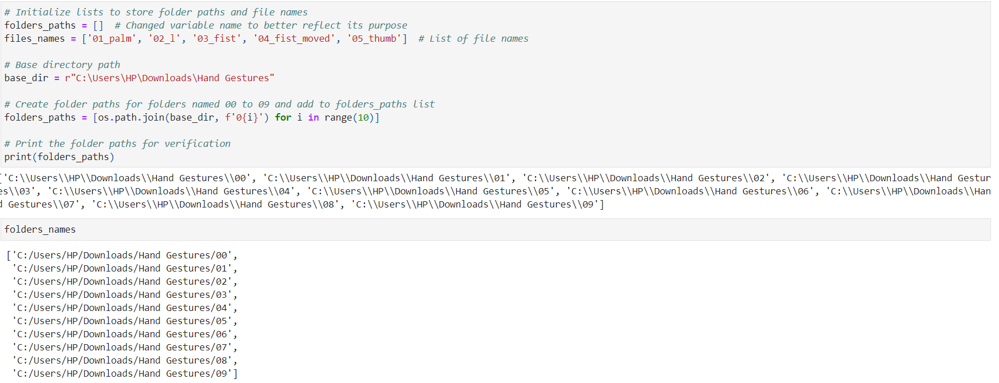 # Initialize lists to store folder paths and file names
folders_paths = []  # Changed variable name to better reflect its purpose
files_names = ['01_palm', '02_l', '03_fist', '04_fist_moved', '05_thumb']  # List of file names
# Base directory path
base_dir = r"C:\Users\HP\Downloads\Hand Gestures"
# Create folder paths for folders named 00 to 09 and add to folders_paths list
folders_paths = [os.path.join(base_dir, f'0{i}') for i in range(10)]
# Print the folder paths for verification
print(folders_paths)
['C:\\Users\\HP\\Downloads\\Hand Gestures\\00', 'C:\\Users\\HP\\Downloads\\Hand Gestures\\01', 'C:\\Users\\HP\\Downloads\\Hand Gestures\\02', 'C:\\Users\\HP\\Downloads\\Hand Gestur
es\\03', 'C:\\Users\\HP\\Downloads\\Hand Gestures\\04', 'C:\\Users\\HP\\Downloads\\Hand Gestures\\05', 'C:\\Users\\HP\\Downloads\\Hand Gestures\\06', 'C:\\Users\\HP\\Downloads\\Han
d Gestures\\07', 'C:\\Users\\HP\\Downloads\\Hand Gestures\\08', 'C:\\Users\\HP\\Downloads\\Hand Gestures\\09']
folders_names
['C:/Users/HP/Downloads/Hand Gestures/00',
 'C:/Users/HP/Downloads/Hand Gestures/01',
 'C:/Users/HP/Downloads/Hand Gestures/02',
 'C:/Users/HP/Downloads/Hand Gestures/03',
 'C:/Users/HP/Downloads/Hand Gestures/04',
 'C:/Users/HP/Downloads/Hand Gestures/05',
 'C:/Users/HP/Downloads/Hand Gestures/06',
 'C:/Users/HP/Downloads/Hand Gestures/07',
 'C:/Users/HP/Downloads/Hand Gestures/08',
 'C:/Users/HP/Downloads/Hand Gestures/09']